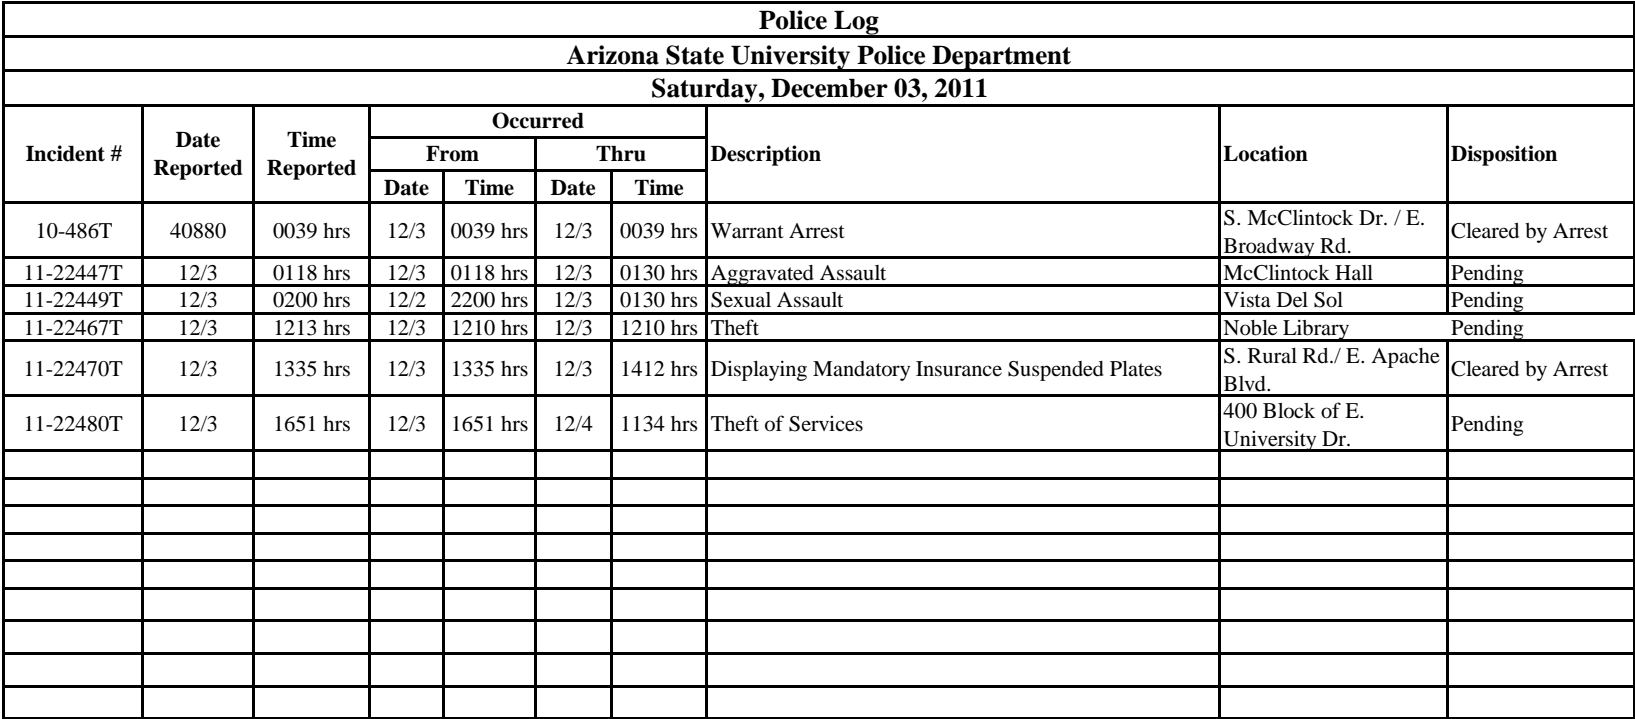 Police Log
Arizona State University Police Department
Saturday, December 03, 2011
Incident # Date Reported Time Reported Occurred Description Location Disposition
From Thru
Date Time Date Time
10-486T 40880 0039 hrs 12/3 0039 hrs 12/3 0039 hrs Warrant Arrest S. McClintock Dr. / E. Broadway Rd. Cleared by Arrest
11-22447T 12/3 0118 hrs 12/3 0118 hrs 12/3 0130 hrs Aggravated Assault McClintock Hall Pending
11-22449T 12/3 0200 hrs 12/2 2200 hrs 12/3 0130 hrs Sexual Assault Vista Del Sol Pending
11-22467T 12/3 1213 hrs 12/3 1210 hrs 12/3 1210 hrs Theft Noble Library Pending
11-22470T 12/3 1335 hrs 12/3 1335 hrs 12/3 1412 hrs Displaying Mandatory Insurance Suspended Plates S. Rural Rd./ E. Apache Blvd. Cleared by Arrest
11-22480T 12/3 1651 hrs 12/3 1651 hrs 12/4 1134 hrs Theft of Services 400 Block of E. University Dr. Pending